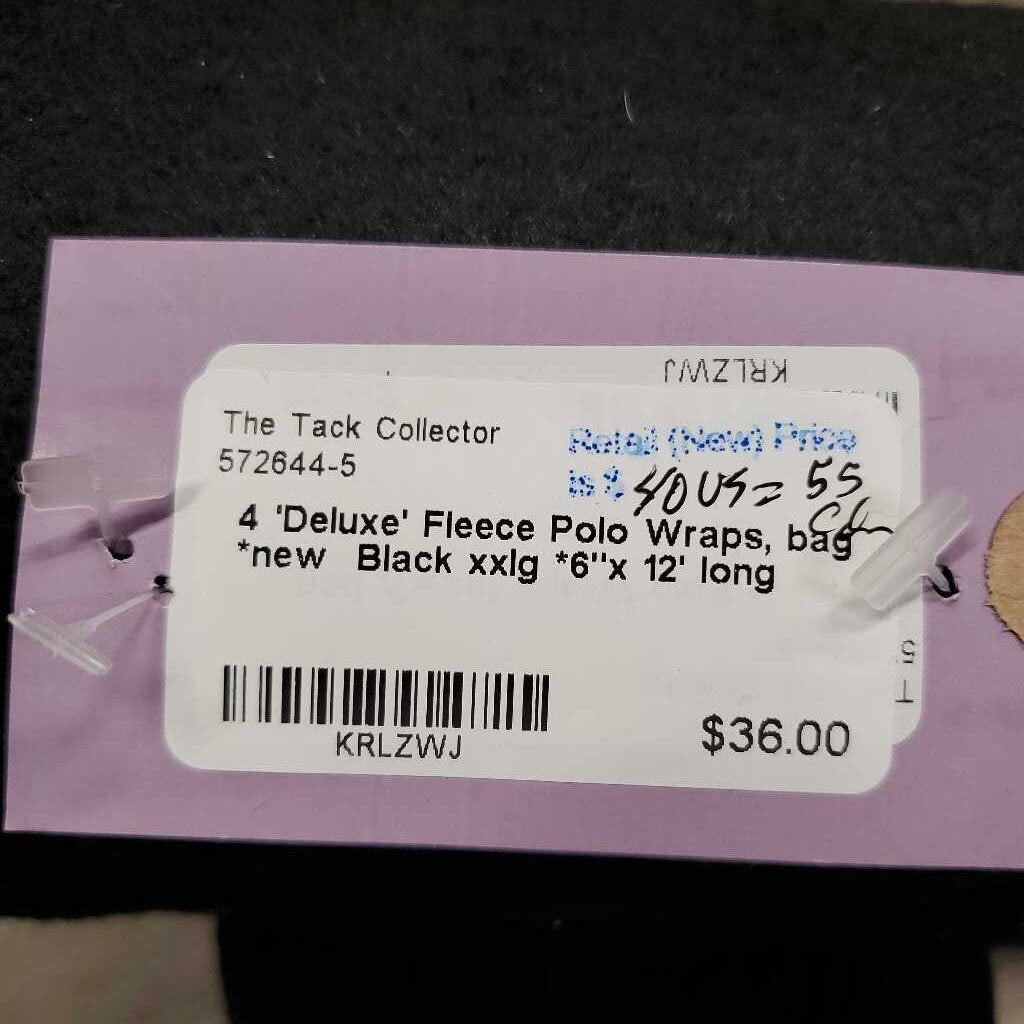 KRLZWJ
The Tack Collector
572644-5
Retail (New) Price
is $ 40 US = 55
4 'Deluxe' Fleece Polo Wraps, bag
*new Black xxlg *6"x 12' long
KRLZWJ
$36.00
5
T